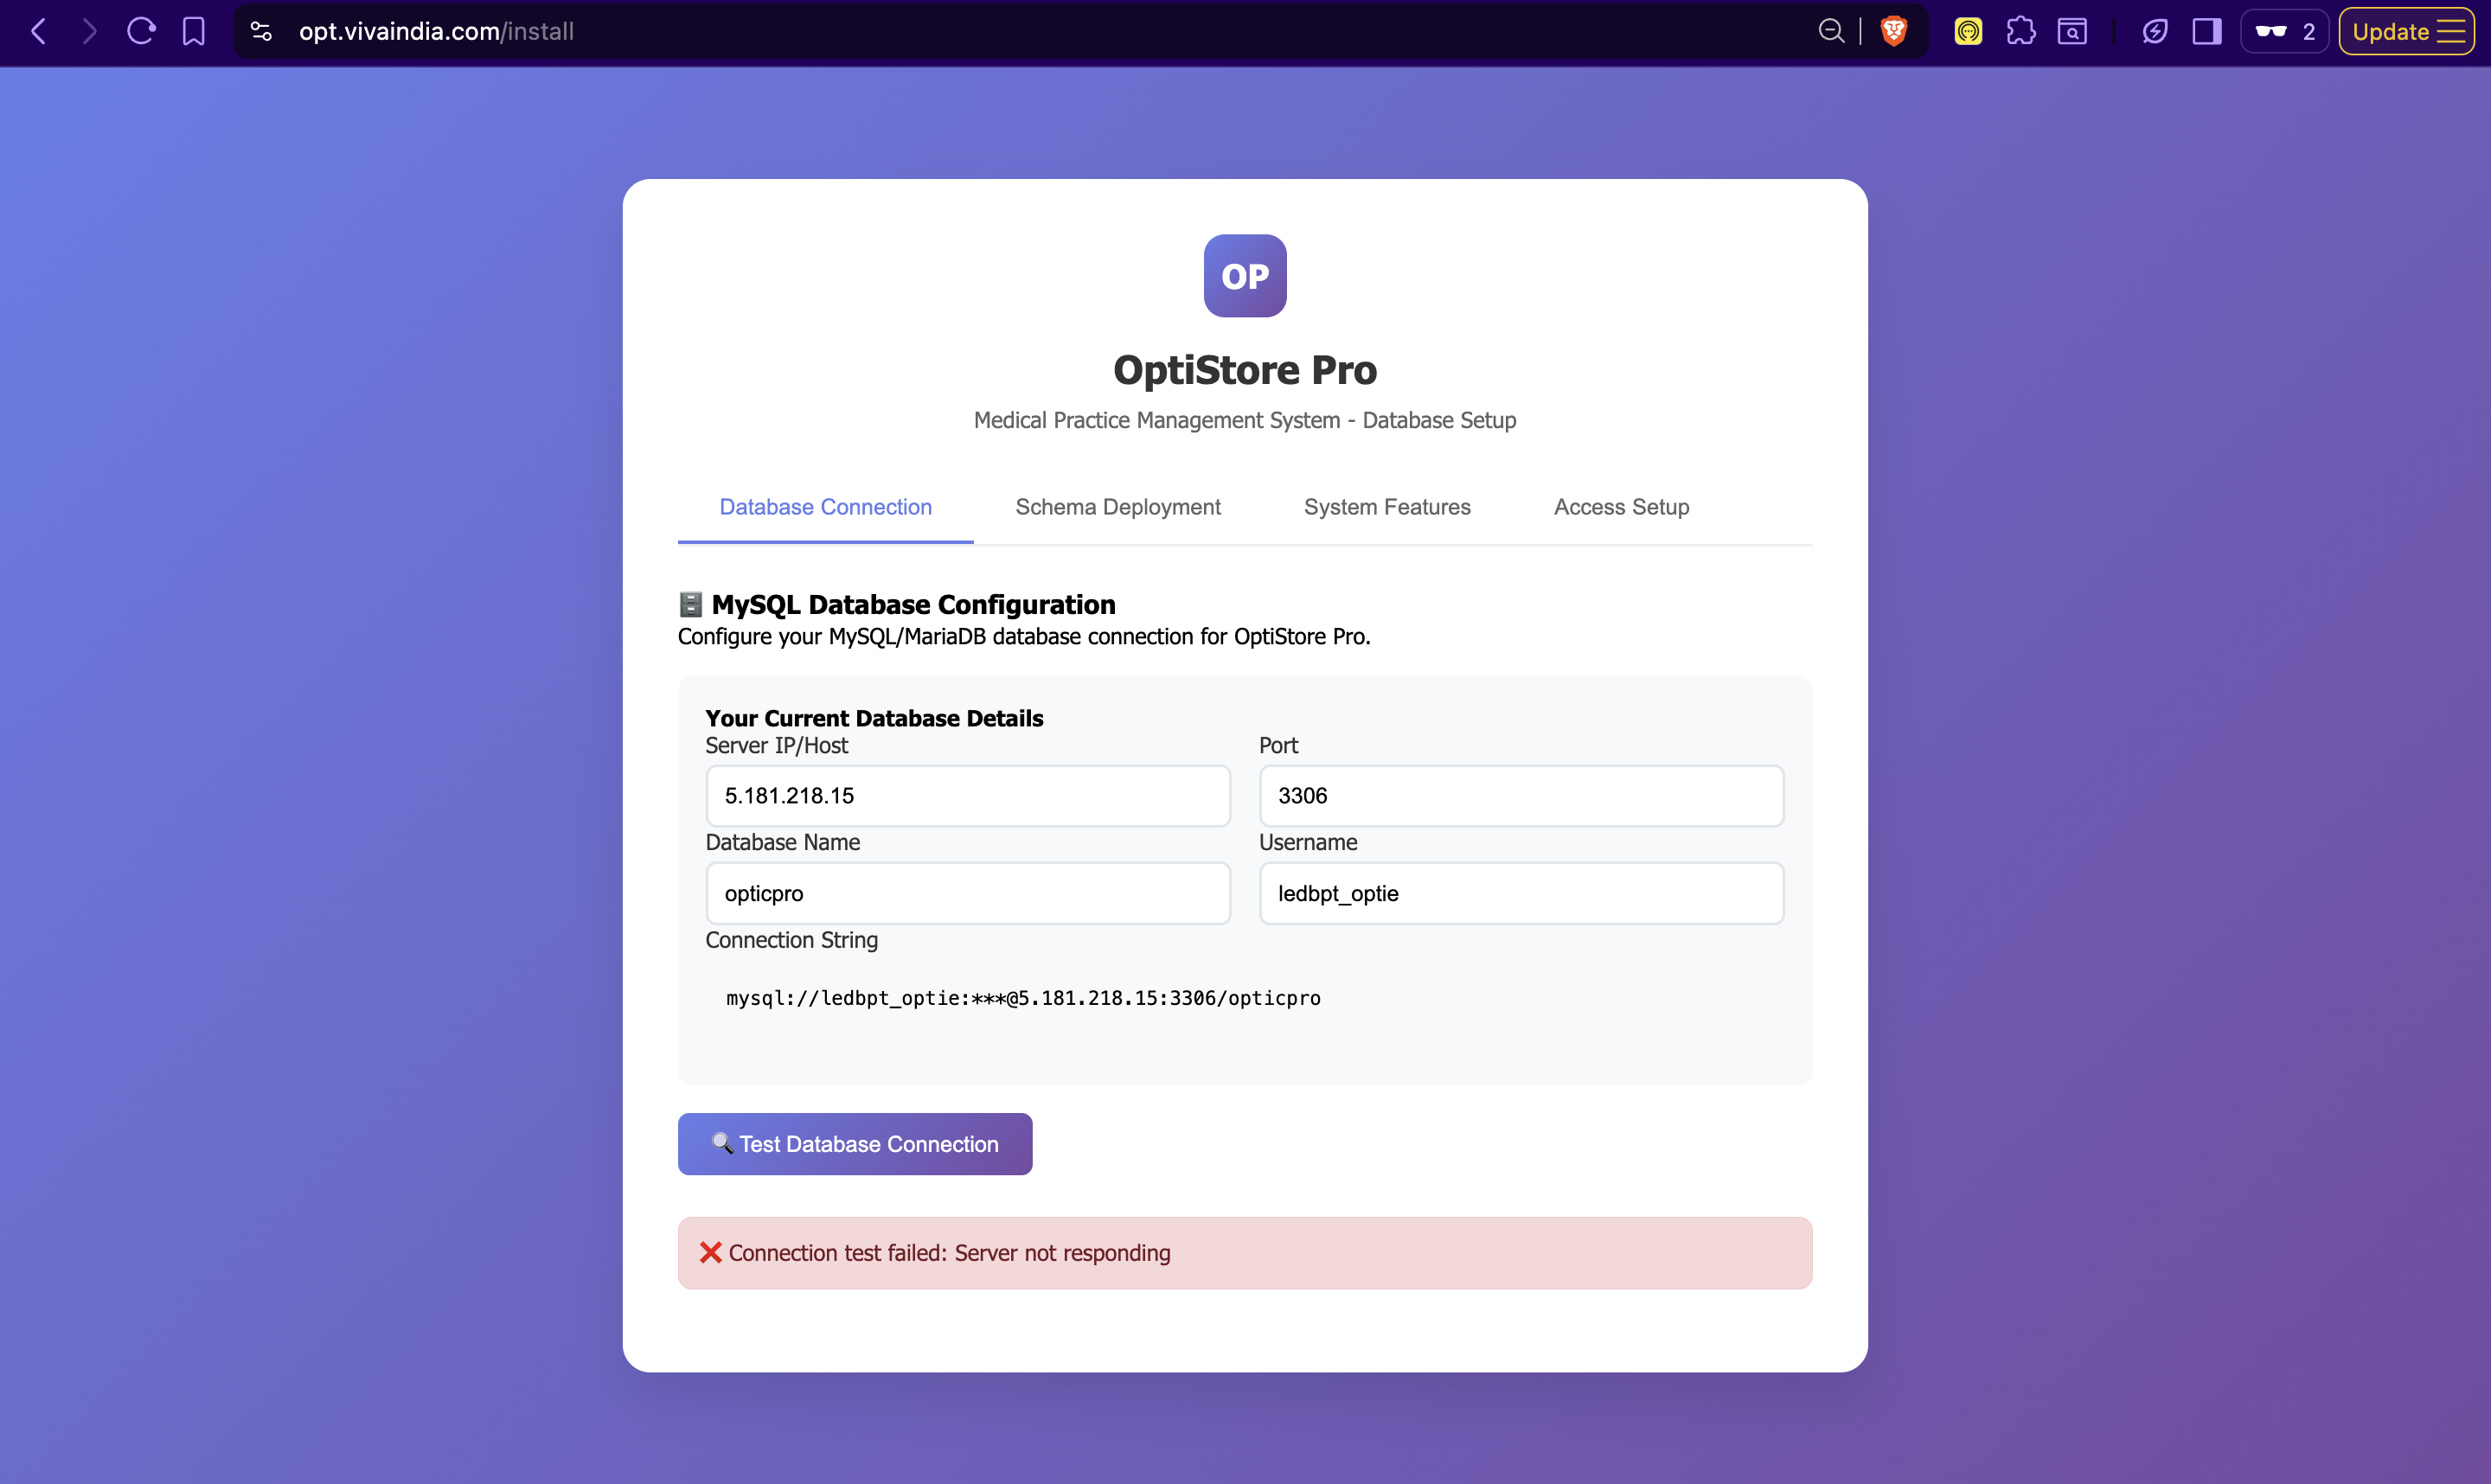 opt.vivaindia.com/install
2
Update
OP
OptiStore Pro
Medical Practice Management System - Database Setup
Database Connection
Schema Deployment
System Features
Access Setup
MySQL Database Configuration
Configure your MySQL/MariaDB database connection for OptiStore Pro.
Your Current Database Details
Server IP/Host
Port
5.181.218.15
3306
Database Name
Username
opticpro
ledbpt_optie
Connection String
mysql://ledbpt_optie:***@5.181.218.15:3306/opticpro
Test Database Connection
Connection test failed: Server not responding